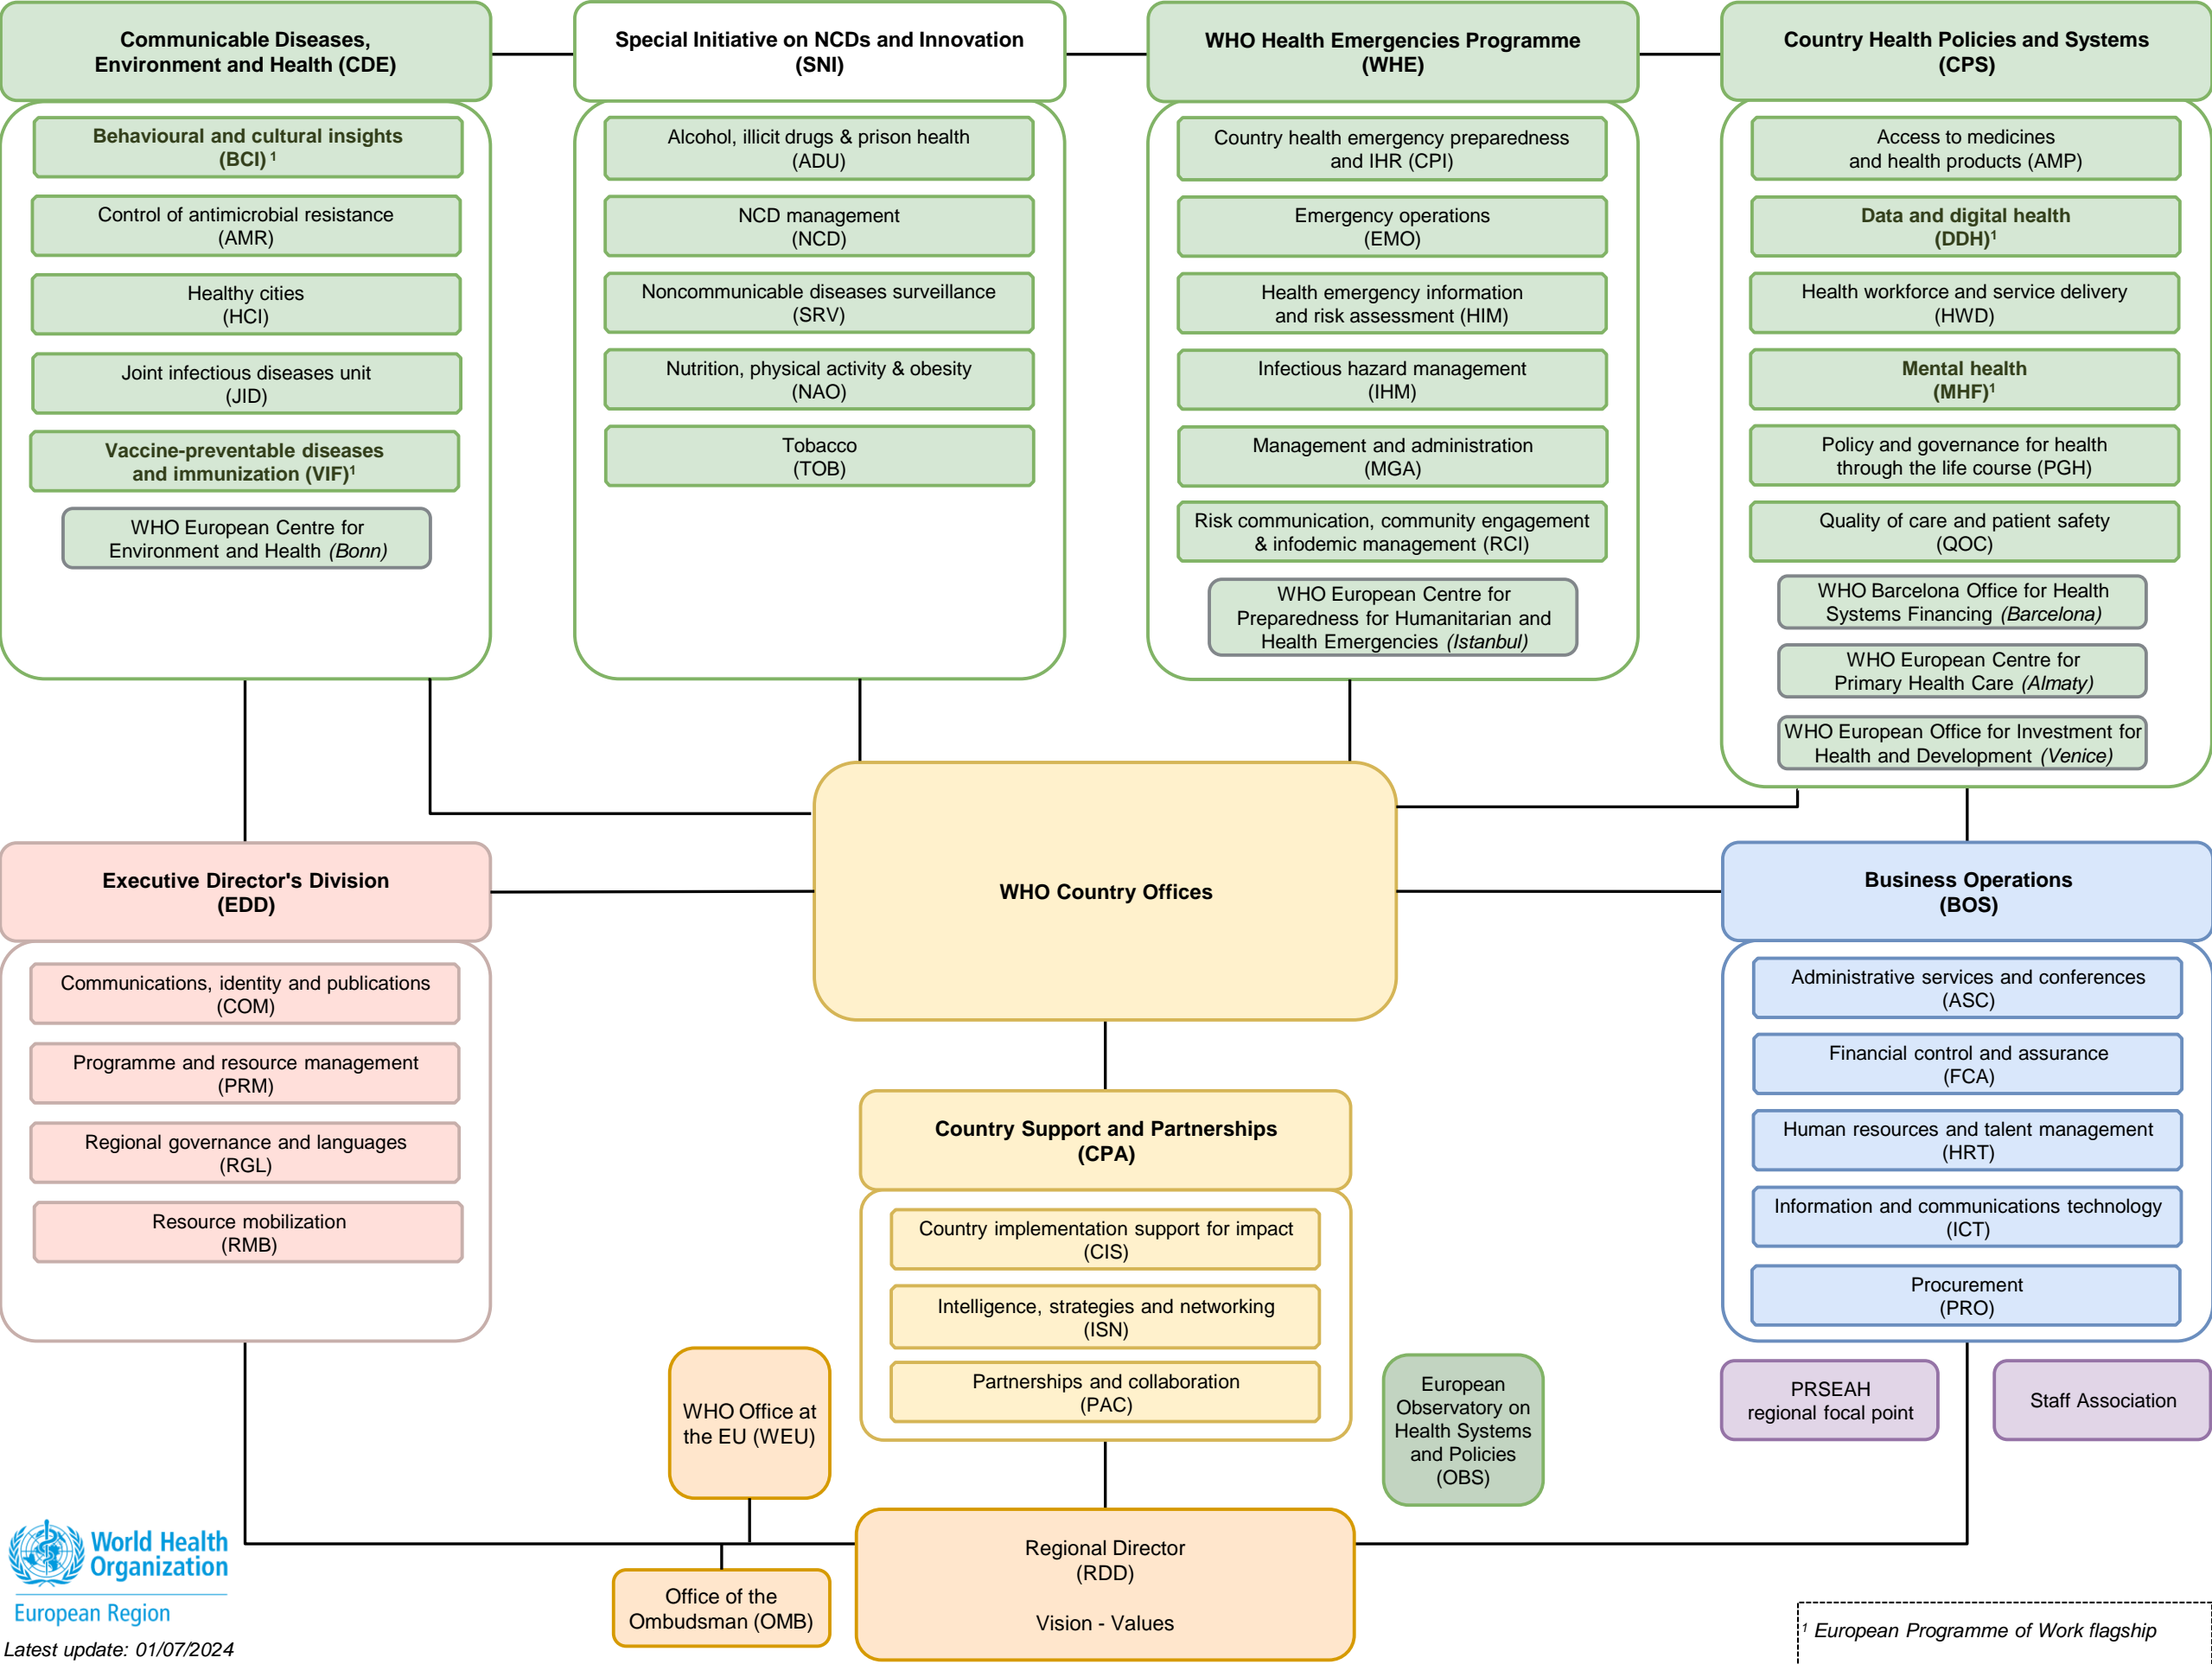 Communicable Diseases,
Environment and Health (CDE)
Behavioural and cultural insights
(BCI) ¹
Control of antimicrobial resistance
(AMR)
Healthy cities
(HCI)
Joint infectious diseases unit
(JID)
Vaccine-preventable diseases
and immunization (VIF)¹
WHO European Centre for
Environment and Health (Bonn)
Special Initiative on NCDs and Innovation
(SNI)
Alcohol, illicit drugs & prison health
(ADU)
NCD management
(NCD)
Noncommunicable diseases surveillance
(SRV)
Nutrition, physical activity & obesity
(NAO)
Tobacco
(TOB)
WHO Health Emergencies Programme
(WHE)
Country health emergency preparedness
and IHR (CPI)
Emergency operations
(EMO)
Health emergency information
and risk assessment (HIM)
Infectious hazard management
(IHM)
Management and administration
(MGA)
Risk communication, community engagement
& infodemic management (RCI)
WHO European Centre for
Preparedness for Humanitarian and
Health Emergencies (Istanbul)
Country Health Policies and Systems
(CPS)
Access to medicines
and health products (AMP)
Data and digital health
(DDH)¹
Health workforce and service delivery
(HWD)
Mental health
(MHF)¹
Policy and governance for health
through the life course (PGH)
Quality of care and patient safety
(QOC)
WHO Barcelona Office for Health
Systems Financing (Barcelona)
WHO European Centre for
Primary Health Care (Almaty)
WHO European Office for Investment for
Health and Development (Venice)
Executive Director's Division
(EDD)
Communications, identity and publications
(COM)
Programme and resource management
(PRM)
Regional governance and languages
(RGL)
Resource mobilization
(RMB)
WHO Country Offices
Country Support and Partnerships
(CPA)
Country implementation support for impact
(CIS)
Intelligence, strategies and networking
(ISN)
Partnerships and collaboration
(PAC)
Business Operations
(BOS)
Administrative services and conferences
(ASC)
Financial control and assurance
(FCA)
Human resources and talent management
(HRT)
Information and communications technology
(ICT)
Procurement
(PRO)
WHO Office at
the EU (WEU)
European
Observatory on
Health Systems
and Policies
(OBS)
PRSEAH
regional focal point
Staff Association
Office of the
Ombudsman (OMB)
Regional Director
(RDD)
Vision - Values
World Health
Organization
European Region
Latest update: 01/07/2024
¹ European Programme of Work flagship